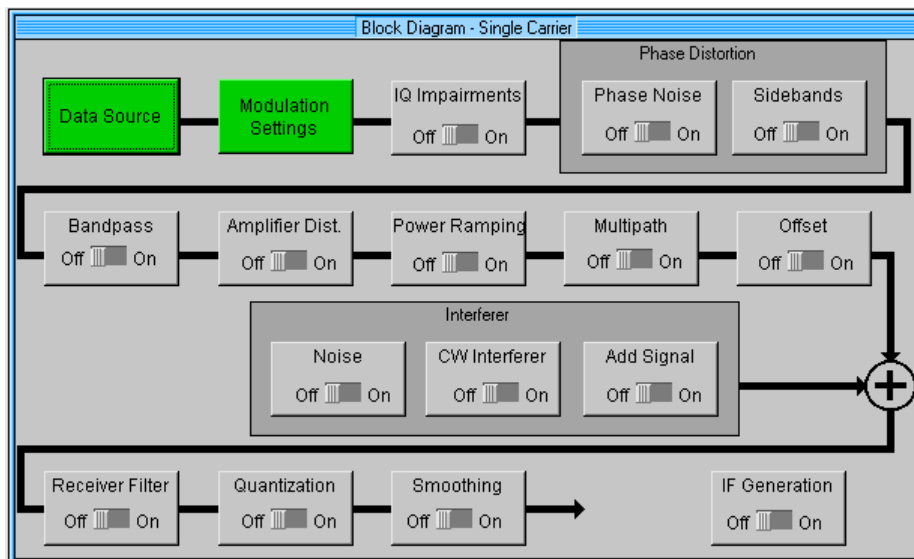 Block Diagram - Single Carrier
Phase Distortion
Data Source
Modulation
Settings
IQ Impairments
Off On
Phase Noise
Off On
Sidebands
Off On
Bandpass
Off On
Amplifier Dist.
Off On
Power Ramping
Off On
Multipath
Off On
Offset
Off On
Interferer
Noise
Off On
CW Interferer
Off On
Add Signal
Off On
Receiver Filter
Off On
Quantization
Off On
Smoothing
Off On
IF Generation
Off On